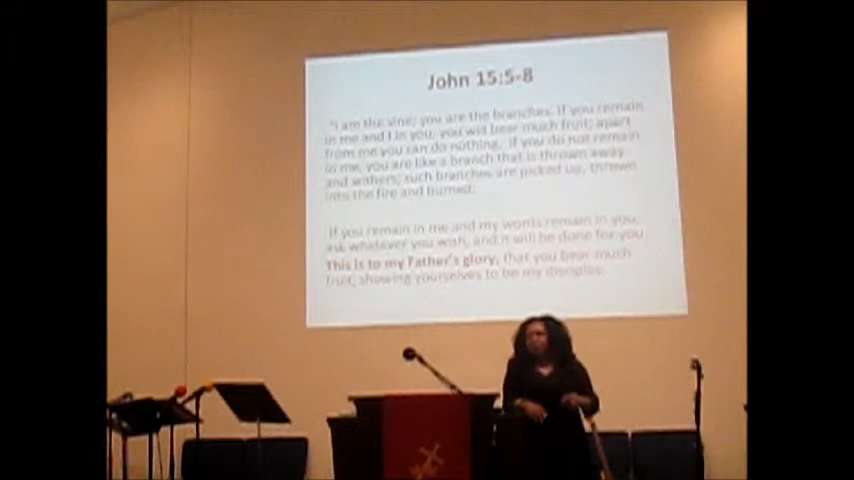 John 15:5-8
"I am the vine; you are the branches. If you remain
in me and I in you, you will bear much fruit; apart
from me you can do nothing. If you do not remain
in me, you are like a branch that is thrown away
and withers; such branches are picked up, thrown
into the fire and burned.
If you remain in me and my words remain in you,
ask whatever you wish, and it will be done for you
This is to my Father's glory, that you bear much
fruit, showing yourselves to be my disciples.